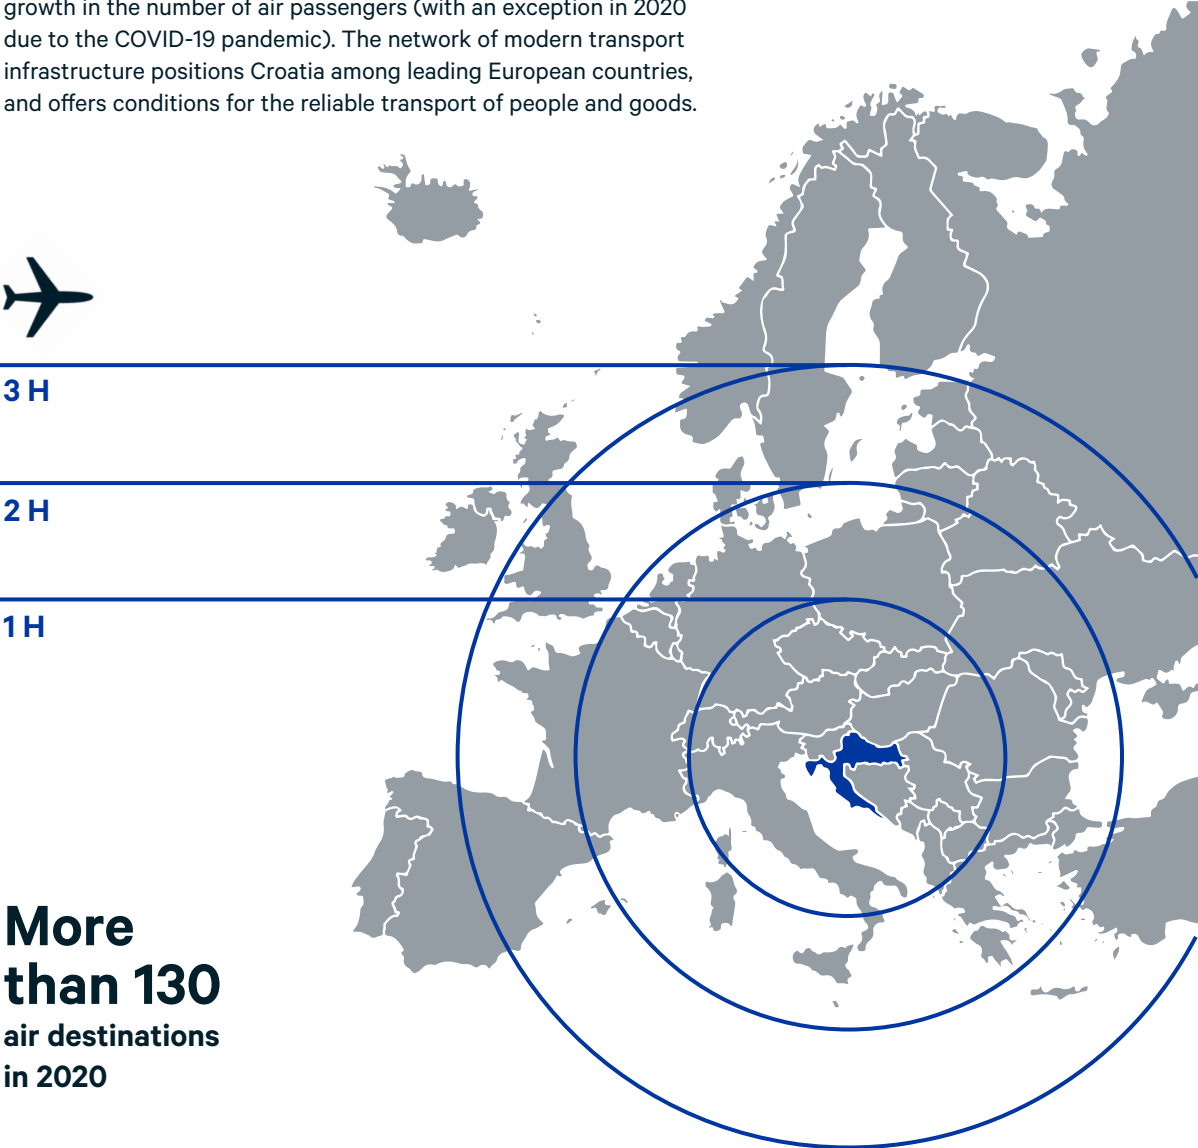 growth in the number of air passengers (with an exception in 2020
due to the COVID-19 pandemic). The network of modern transport
infrastructure positions Croatia among leading European countries,
and offers conditions for the reliable transport of people and goods.
3 H
2 H
1 H
More
than 130
air destinations
in 2020